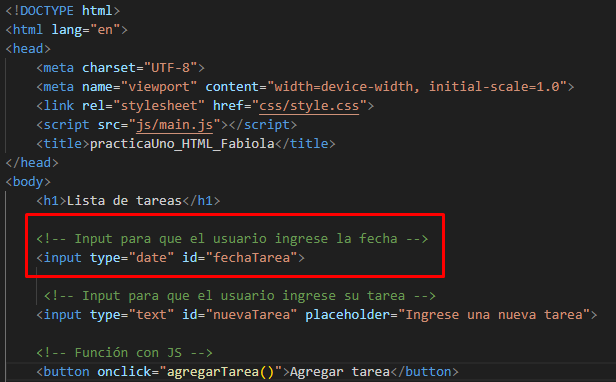 <!DOCTYPE html>
<html lang="en">
<head>
<meta charset="UTF-8">
<meta name="viewport" content="width=device-width, initial-scale=1.0">
<link rel="stylesheet" href="css/style.css">
<script src="js/main.js"></script>
<title>practicaUno_HTML_Fabiola</title>
</head>
<body>
<h1>Lista de tareas</h1>
<!-- Input para que el usuario ingrese la fecha -->
<input type="date" id="fechaTarea">
<!-- Input para que el usuario ingrese su tarea -->
<input type="text" id="nuevaTarea" placeholder="Ingrese una nueva tarea">
<!-- Función con JS -->
<button onclick="agregarTarea()">Agregar tarea</button>